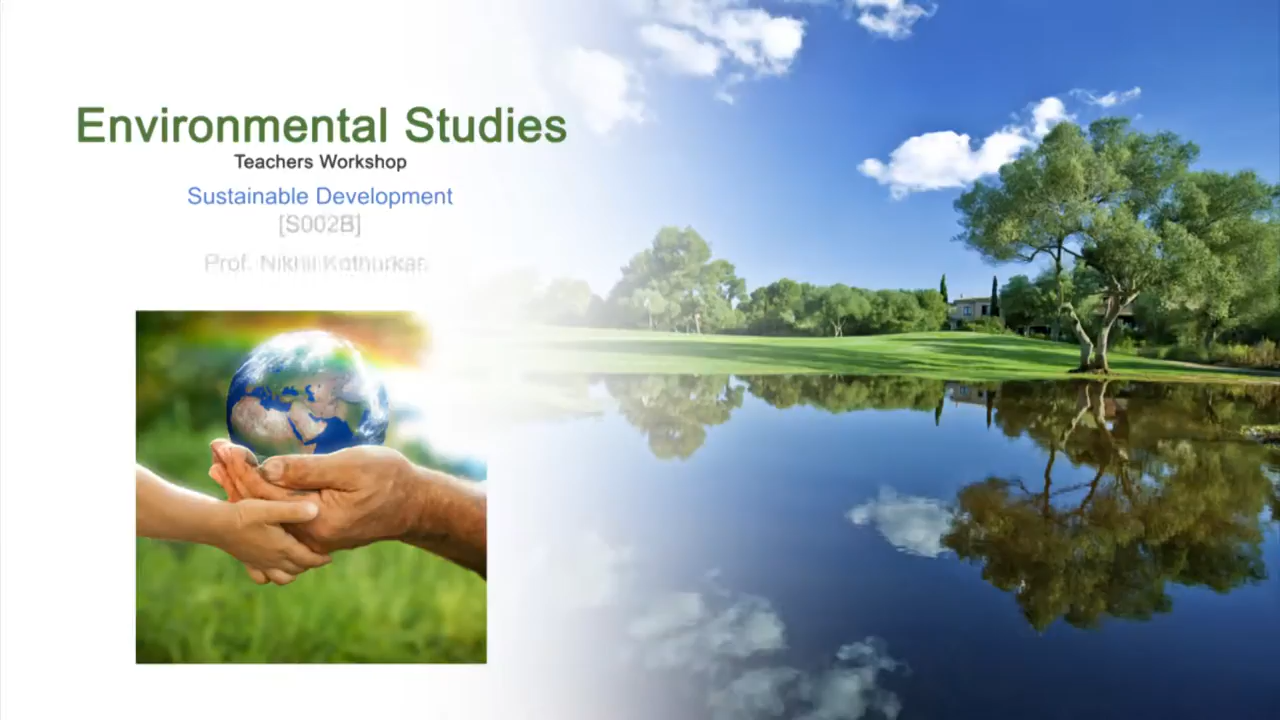 Environmental Studies
Teachers Workshop
Sustainable Development
[S002B]
Prof. Nikhil Kothurkar